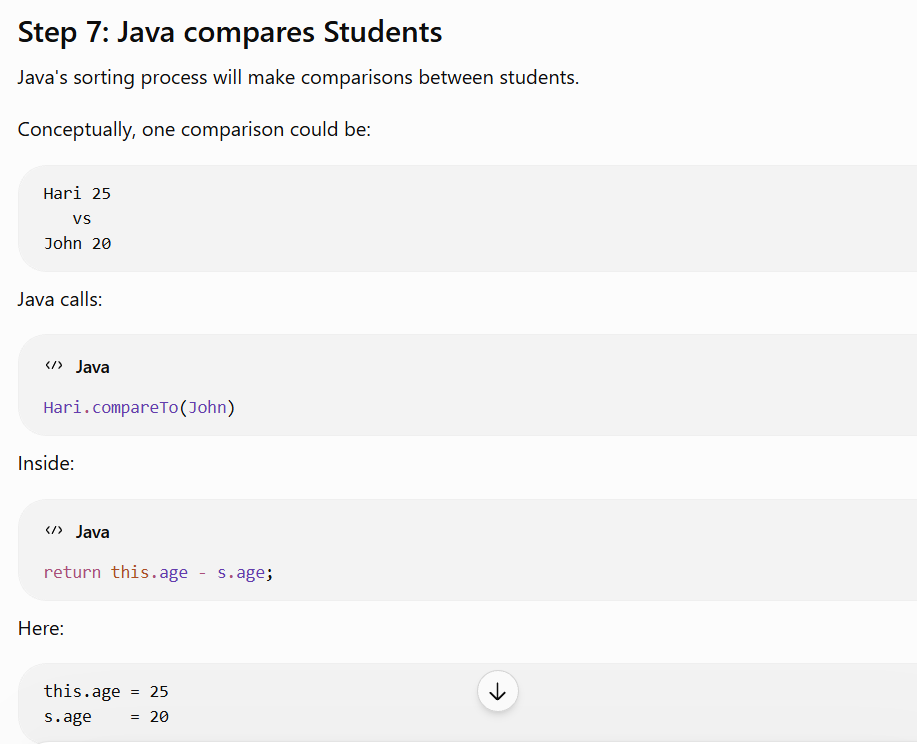 Step 7: Java compares Students
Java's sorting process will make comparisons between students.
Conceptually, one comparison could be:
Hari 25
vs
John 20
Java calls:
</> Java
Hari.compareTo(John)
Inside:
</> Java
return this.age - s.age;
Here:
this.age = 25
s.age    = 20